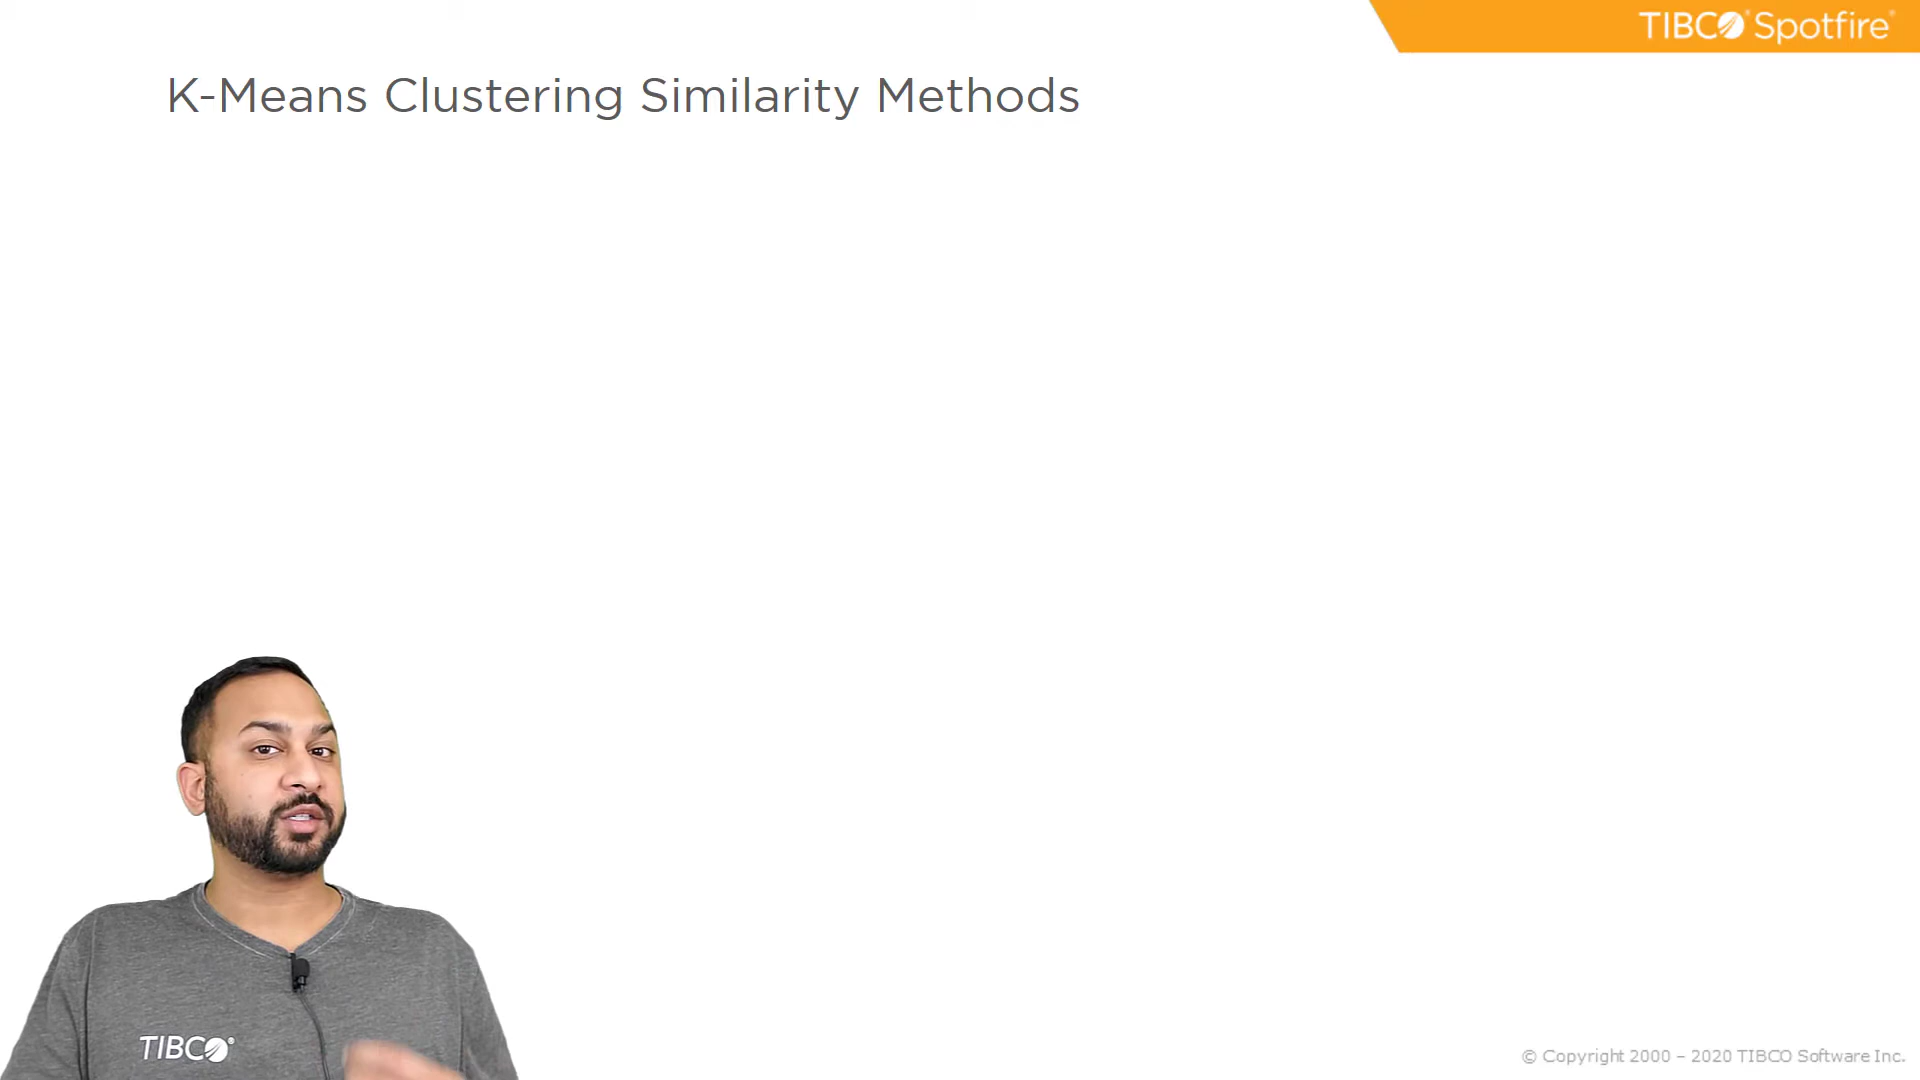 TIBCO® Spotfire®
K-Means Clustering Similarity Methods
TIBCO®
© Copyright 2000 – 2020 TIBCO Software Inc.